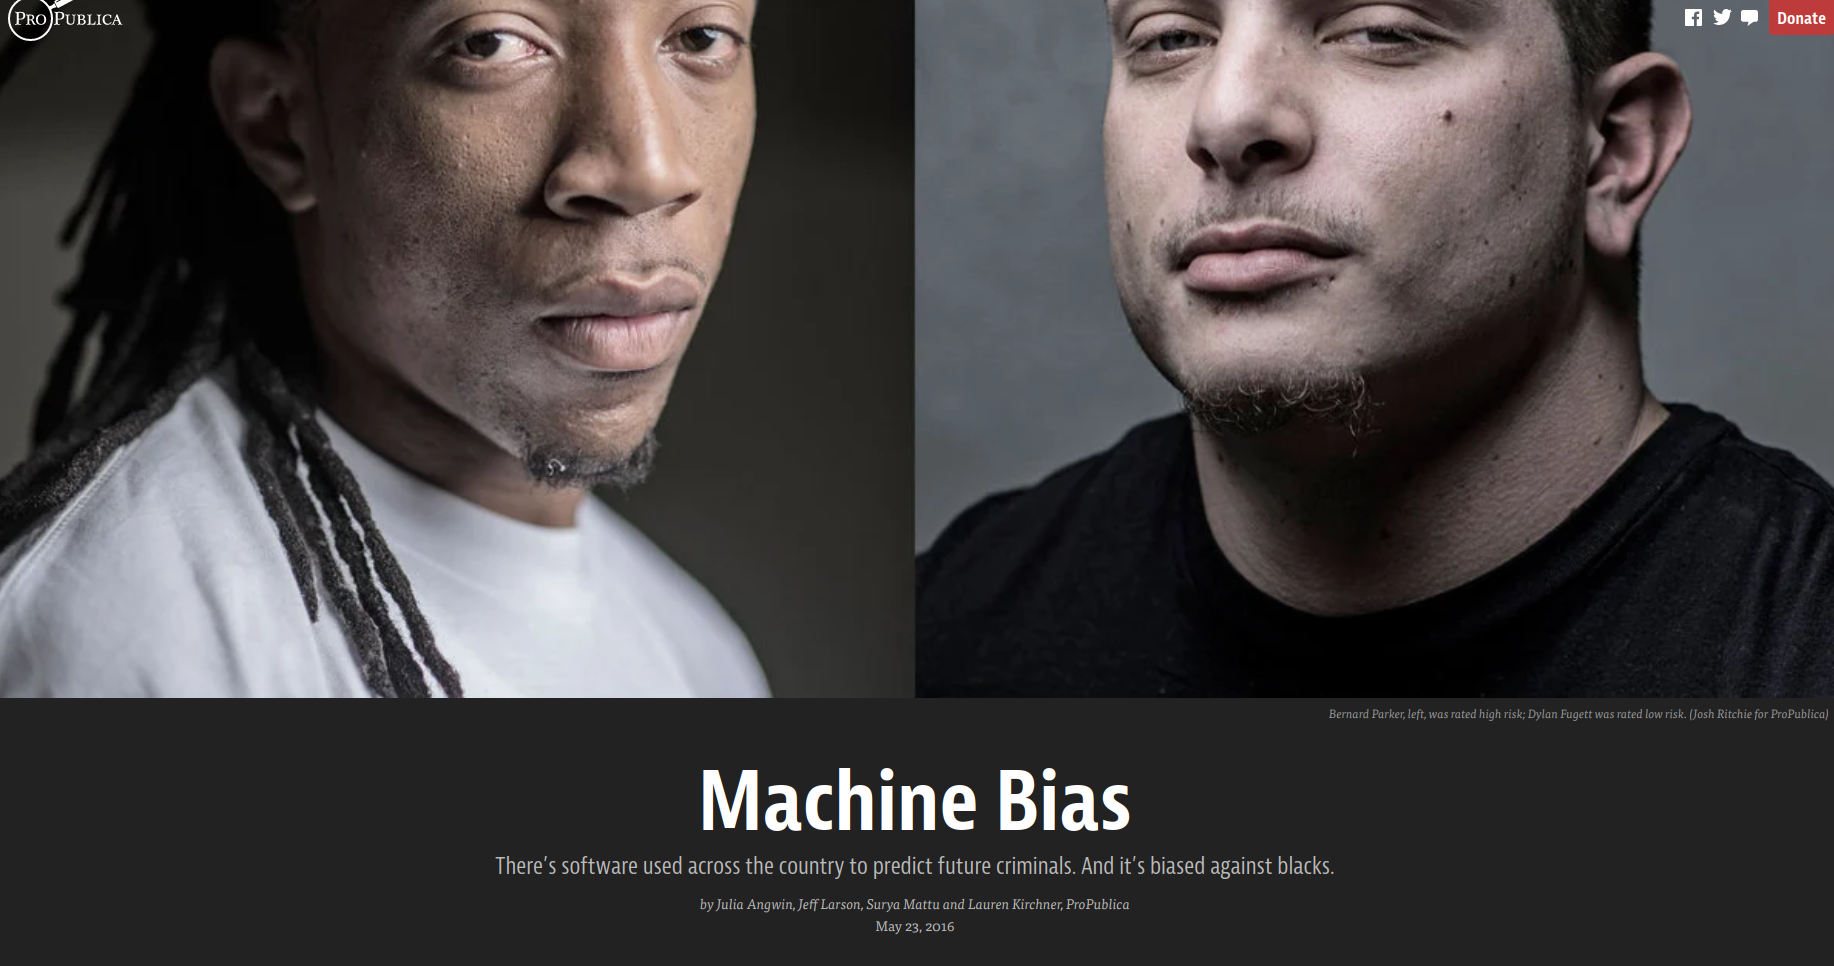 PROPUBLICA
Donate
Bernard Parker, left, was rated high risk; Dylan Fugett was rated low risk. (Josh Ritchie for ProPublica)
Machine Bias
There’s software used across the country to predict future criminals. And it’s biased against blacks.
by Julia Angwin, Jeff Larson, Surya Mattu and Lauren Kirchner, ProPublica
May 23, 2016